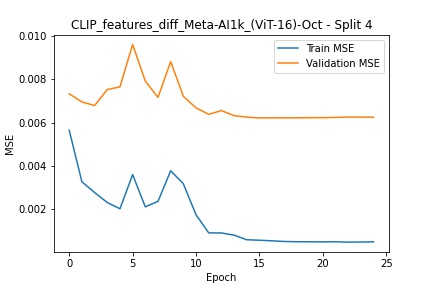 CLIP_features_diff_Meta-AI1k_(ViT-16)-Oct - Split 4
Train MSE
Validation MSE
MSE
0.010
0.008
0.006
0.004
0.002
0 5 10 15 20 25
Epoch